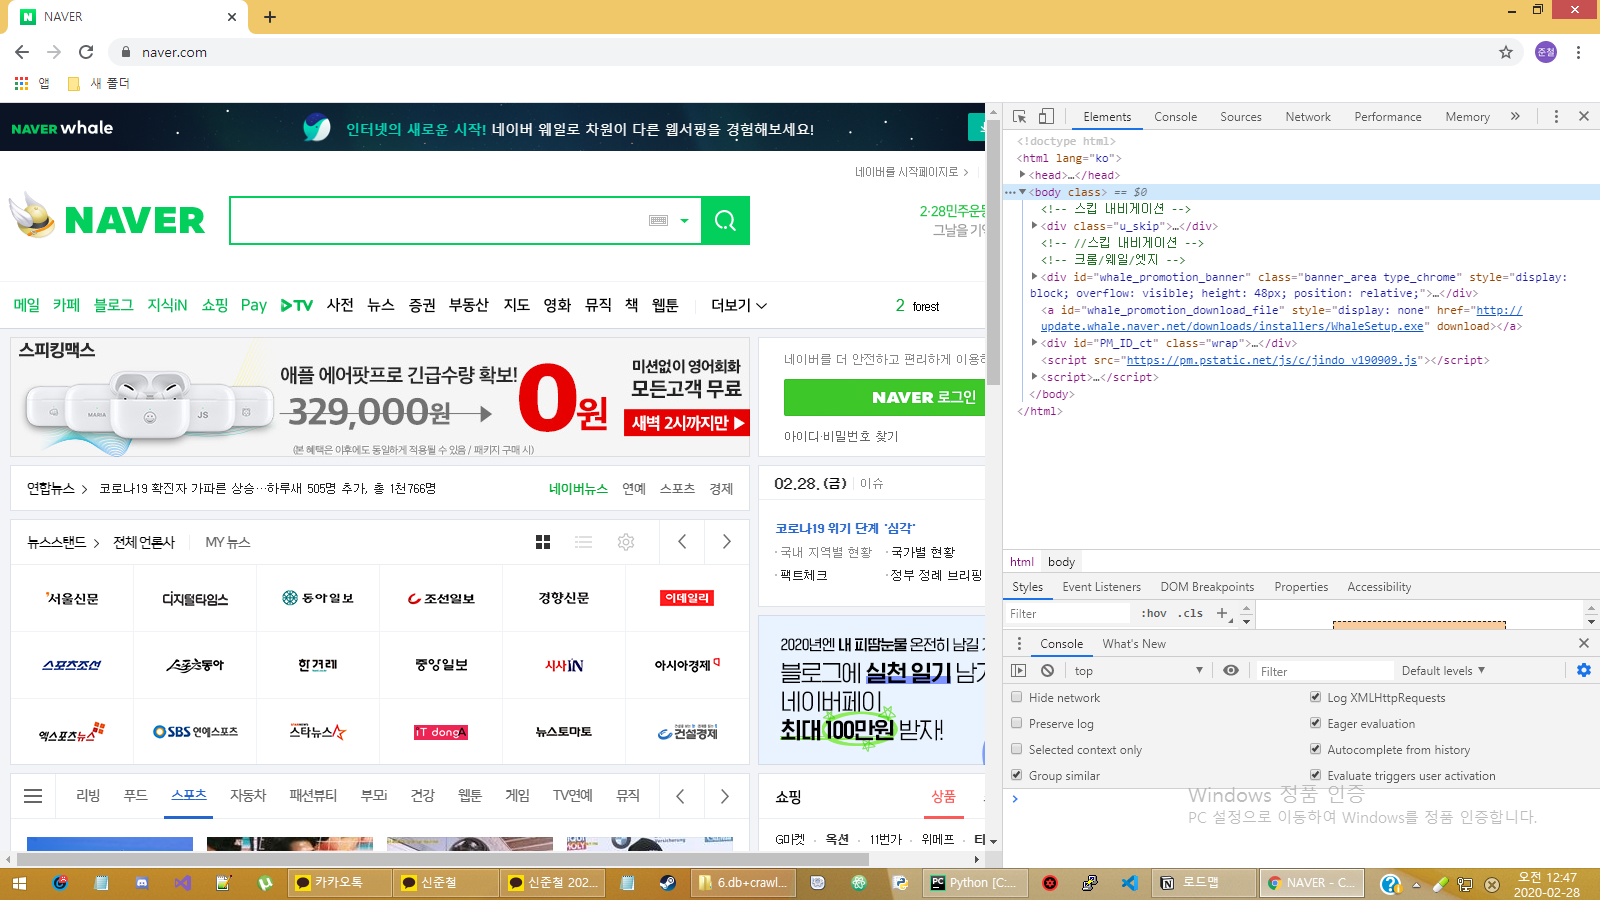 NAVER
naver.com
준철
앱
새 폴더
NAVER whale
인터넷의 새로운 시작! 네이버 웨일로 차원이 다른 웹서핑을 경험해보세요!
네이버를 시작페이지로
NAVER
2·28민주운동
그날을 기억
메일 카페 블로그 지식iN 쇼핑 Pay TV 사전 뉴스 증권 부동산 지도 영화 뮤직 책 웹툰 더보기
2 forest
스피킹맥스
애플 에어팟프로 긴급수량 확보!
329,000원
0원
미션없이 영어회화
모든고객 무료
새벽 2시까지만
(본 혜택은 이후에도 동일하게 적용될 수 있음 / 패키지 구매 시)
MARIA
JS
네이버를 더 안전하고 편리하게 이용하
NAVER 로그인
아이디·비밀번호 찾기
연합뉴스 코로나19 확진자 가파른 상승…하루새 505명 추가, 총 1천766명
네이버뉴스 연예 스포츠 경제
02.28.(금) 이슈
코로나19 위기 단계 '심각'
· 국내 지역별 현황 · 국가별 현황
· 팩트체크 · 정부 정례 브리핑
뉴스스탠드 전체 언론사 MY 뉴스
서울신문 디지털타임스 동아일보 조선일보 경향신문 이데일리
스포츠조선 스포츠동아 한겨레 중앙일보 시사IN 아시아경제
엑스포츠뉴스 SBS 연예스포츠 스타뉴스 IT dongA 뉴스토마토 건설경제
2020년엔 내 피땀눈물 온전히 남길
블로그에 실천 일기 남기
네이버페이
최대 100만원 받자!
리빙 푸드 스포츠 자동차 패션뷰티 부모i 건강 웹툰 게임 TV연예 뮤직
쇼핑 상품
G마켓 · 옥션 · 11번가 · 위메프 ·
Elements Console Sources Network Performance Memory
<!doctype html>
<html lang="ko">
<head>…</head>
<body class> == $0
<!-- 스킵 내비게이션 -->
<div class="u_skip">…</div>
<!-- //스킵 내비게이션 -->
<!-- 크롬/웨일/엣지 -->
<div id="whale_promotion_banner" class="banner_area type_chrome" style="display:
block; overflow: visible; height: 48px; position: relative;">…</div>
<a id="whale_promotion_download_file" style="display: none" href="http://
update.whale.naver.net/downloads/installers/WhaleSetup.exe" download></a>
<div id="PM_ID_ct" class="wrap">…</div>
<script src="https://pm.pstatic.net/js/c/jindo_v190909.js"></script>
<script>…</script>
</body>
</html>
html body
Styles Event Listeners DOM Breakpoints Properties Accessibility
Filter :hov .cls +
Console What's New
top Filter Default levels
Hide network Log XMLHttpRequests
Preserve log Eager evaluation
Selected context only Autocomplete from history
Group similar Evaluate triggers user activation
Windows 정품 인증
PC 설정으로 이동하여 Windows를 정품 인증합니다.
카카오톡 신준철 신준철 202... 6.db+crawl... Python [C:... 로드맵 NAVER - C...
오전 12:47
2020-02-28